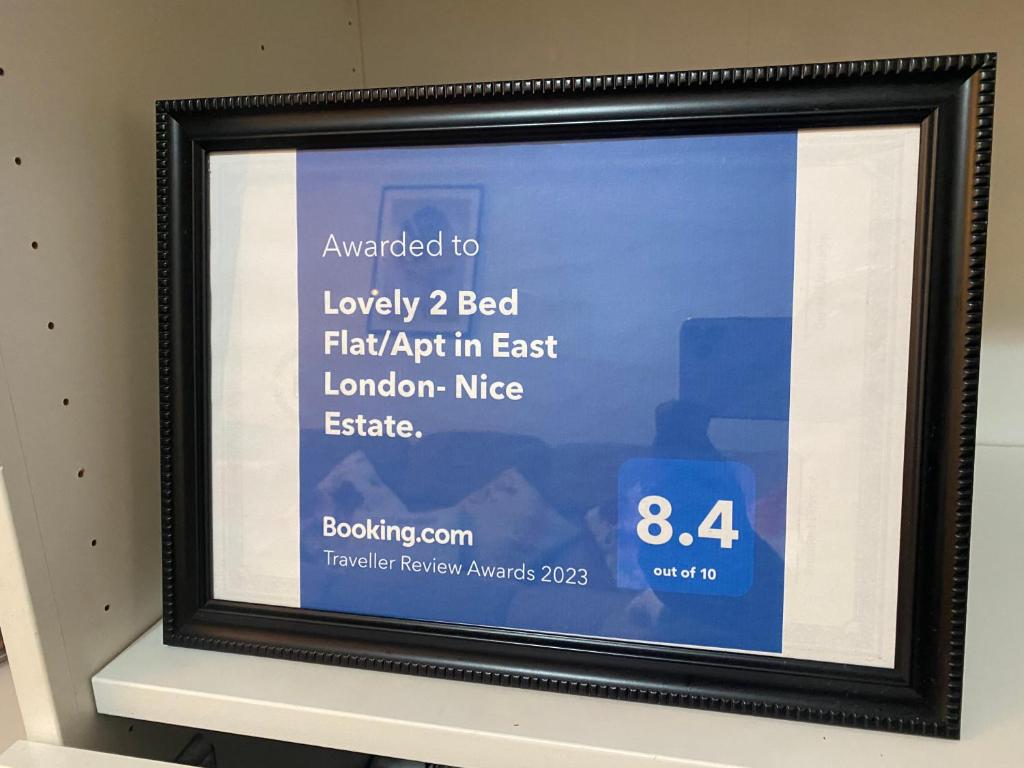 Awarded to
Lovely 2 Bed
Flat/Apt in East
London- Nice
Estate.
Booking.com
Traveller Review Awards 2023
8.4
out of 10